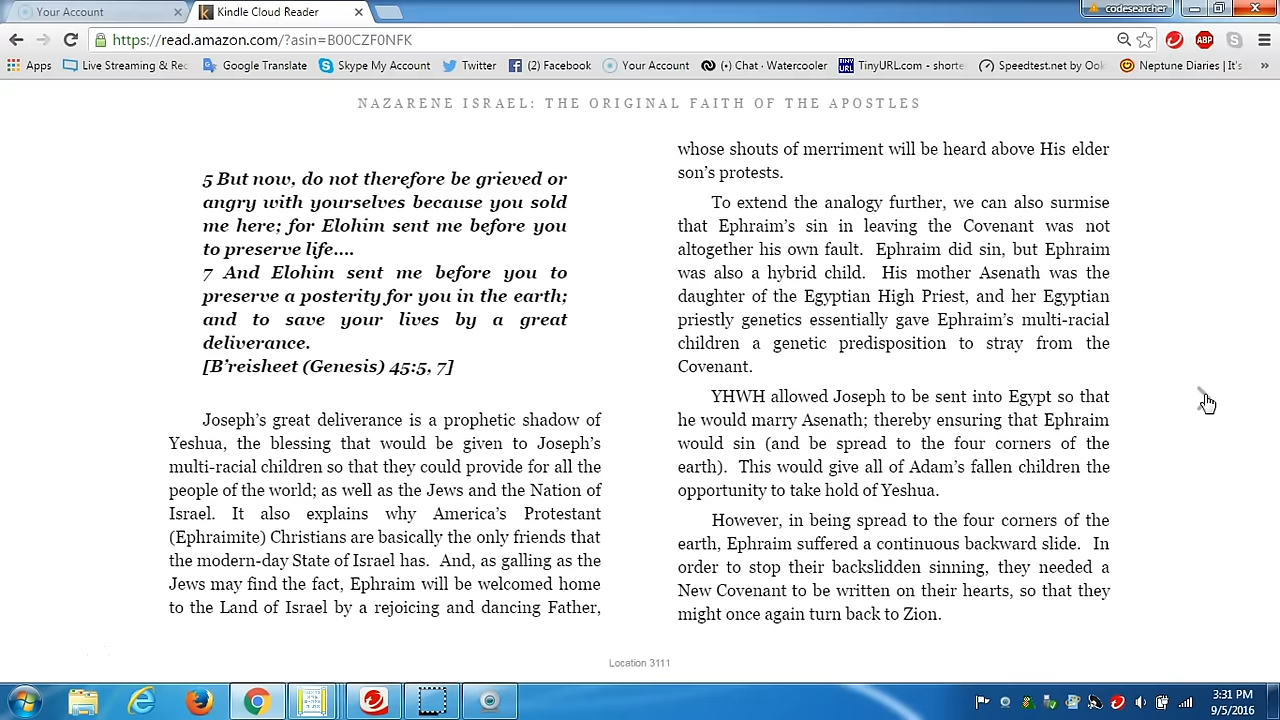 Your Account
Kindle Cloud Reader
codesearcher
https://read.amazon.com/?asin=B00CZF0NFK
ABP
Apps
Live Streaming & Rec
Google Translate
Skype My Account
Twitter
(2) Facebook
Your Account
(•) Chat · Watercooler
TINY URL
TinyURL.com - shorte
Speedtest.net by Ook
Neptune Diaries | It's
»
NAZARENE ISRAEL: THE ORIGINAL FAITH OF THE APOSTLES
5 But now, do not therefore be grieved or
angry with yourselves because you sold
me here; for Elohim sent me before you
to preserve life....
7 And Elohim sent me before you to
preserve a posterity for you in the earth;
and to save your lives by a great
deliverance.
[B'reisheet (Genesis) 45:5, 7]
Joseph's great deliverance is a prophetic shadow of
Yeshua, the blessing that would be given to Joseph's
multi-racial children so that they could provide for all the
people of the world; as well as the Jews and the Nation of
Israel. It also explains why America's Protestant
(Ephraimite) Christians are basically the only friends that
the modern-day State of Israel has. And, as galling as the
Jews may find the fact, Ephraim will be welcomed home
to the Land of Israel by a rejoicing and dancing Father,
whose shouts of merriment will be heard above His elder
son's protests.
To extend the analogy further, we can also surmise
that Ephraim's sin in leaving the Covenant was not
altogether his own fault. Ephraim did sin, but Ephraim
was also a hybrid child. His mother Asenath was the
daughter of the Egyptian High Priest, and her Egyptian
priestly genetics essentially gave Ephraim's multi-racial
children a genetic predisposition to stray from the
Covenant.
YHWH allowed Joseph to be sent into Egypt so that
he would marry Asenath; thereby ensuring that Ephraim
would sin (and be spread to the four corners of the
earth). This would give all of Adam's fallen children the
opportunity to take hold of Yeshua.
However, in being spread to the four corners of the
earth, Ephraim suffered a continuous backward slide. In
order to stop their backslidden sinning, they needed a
New Covenant to be written on their hearts, so that they
might once again turn back to Zion.
Location 3111
3:31 PM
9/5/2016